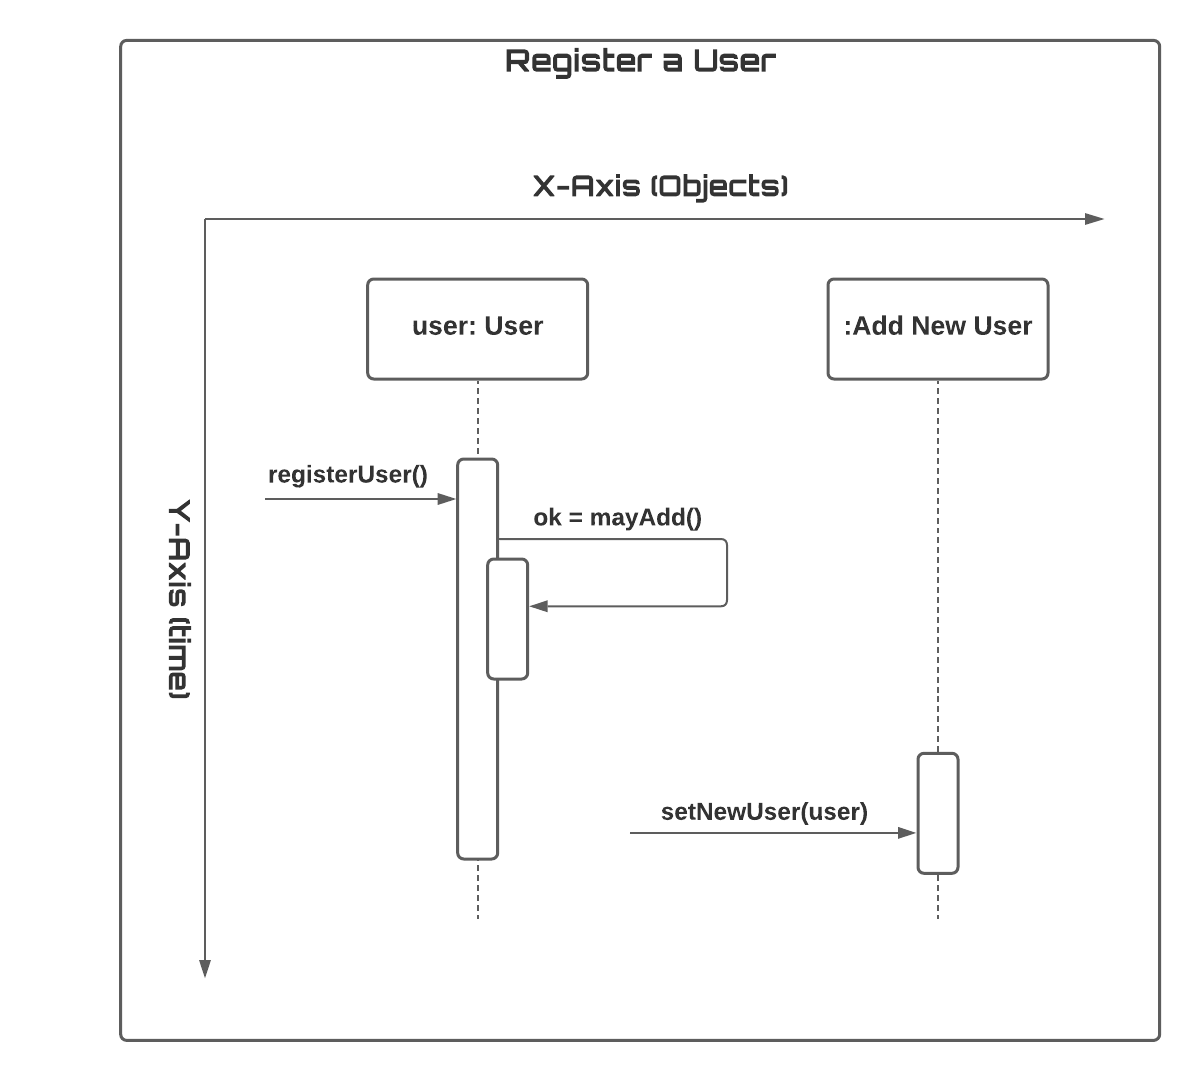 Register a User
X-Axis (Objects)
user: User
:Add New User
registerUser()
ok = mayAdd()
Y-Axis (time)
setNewUser(user)